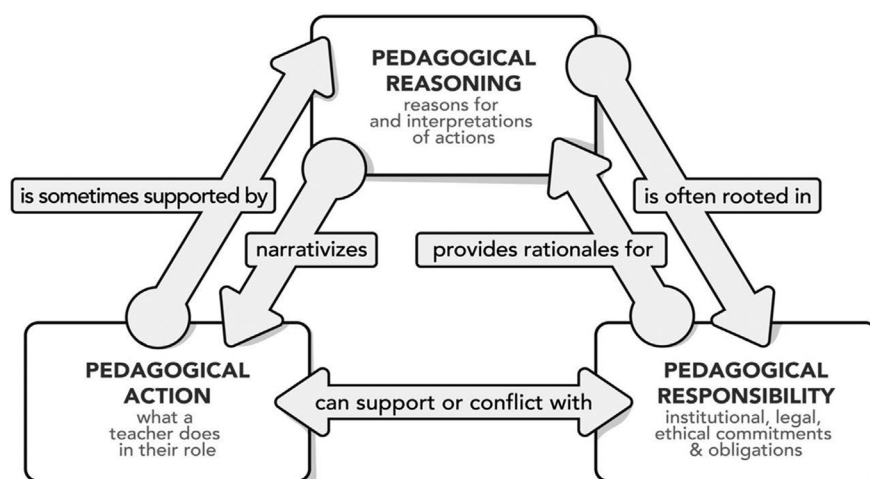 PEDAGOGICAL
REASONING
reasons for
and interpretations
of actions
is sometimes supported by
is often rooted in
narrativizes
provides rationales for
PEDAGOGICAL
ACTION
what a
teacher does
in their role
can support or conflict with
PEDAGOGICAL
RESPONSIBILITY
institutional, legal,
ethical commitments
& obligations